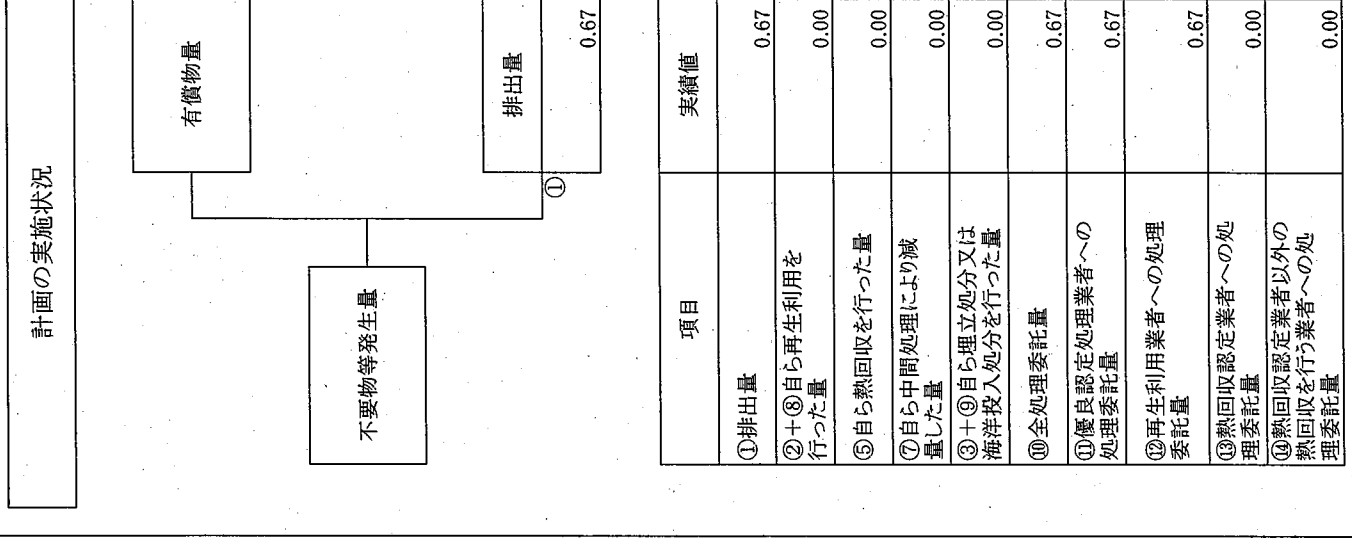 計画の実施状況
有償物量
不要物等発生量
排出量
①
0.67
項目
実績値
①排出量
0.67
②+⑧自ら再生利用を
行った量
0.00
⑤自ら熱回収を行った量
0.00
⑦自ら中間処理により減
量した量
0.00
③+⑨自ら埋立処分又は
海洋投入処分を行った量
0.00
⑩全処理委託量
0.67
⑪優良認定処理業者への
処理委託量
0.67
⑫再生利用業者への処理
委託量
0.67
⑬熱回収認定業者への処
理委託量
0.00
⑭熱回収認定業者以外の
熱回収を行う業者への処
理委託量
0.00